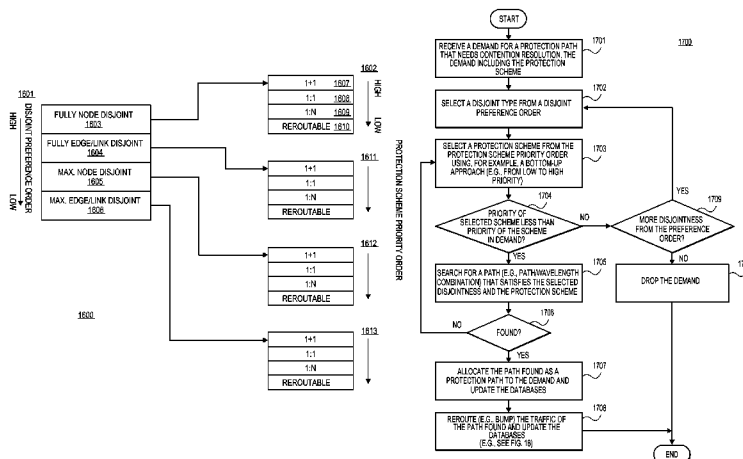 1601
DISJOINT PREFERENCE ORDER
HIGH
LOW
FULLY NODE DISJOINT
1603
FULLY EDGE/LINK DISJOINT
1604
MAX. NODE DISJOINT
1605
MAX. EDGE/LINK DISJOINT
1606
1600
1602
1+1 1607
1:1 1608
1:N 1609
REROUTABLE 1610
HIGH
LOW
PROTECTION SCHEME PRIORITY ORDER
1611
1+1
1:1
1:N
REROUTABLE
1612
1+1
1:1
1:N
REROUTABLE
1613
1+1
1:1
1:N
REROUTABLE
1700
START
1701
RECEIVE A DEMAND FOR A PROTECTION PATH
THAT NEEDS CONTENTION RESOLUTION, THE
DEMAND INCLUDING THE PROTECTION
SCHEME
1702
SELECT A DISJOINT TYPE FROM A DISJOINT
PREFERENCE ORDER
1703
SELECT A PROTECTION SCHEME FROM THE
PROTECTION SCHEME PRIORITY ORDER
USING, FOR EXAMPLE, A BOTTOM-UP
APPROACH (E.G., FROM LOW TO HIGH
PRIORITY)
1704
PRIORITY OF
SELECTED SCHEME LESS THAN
PRIORITY OF THE SCHEME
IN DEMAND?
NO
YES
1709
MORE DISJOINTNESS
FROM THE PREFERENCE
ORDER?
YES
NO
DROP THE DEMAND
1705
SEARCH FOR A PATH (E.G., PATH/WAVELENGTH
COMBINATION) THAT SATISFIES THE SELECTED
DISJOINTNESS AND THE PROTECTION SCHEME
1706
FOUND?
NO
YES
1707
ALLOCATE THE PATH FOUND AS A
PROTECTION PATH TO THE DEMAND AND
UPDATE THE DATABASES
1708
REROUTE (E.G., BUMP) THE TRAFFIC OF
THE PATH FOUND AND UPDATE THE
DATABASES
(E.G., SEE FIG. 18)
END